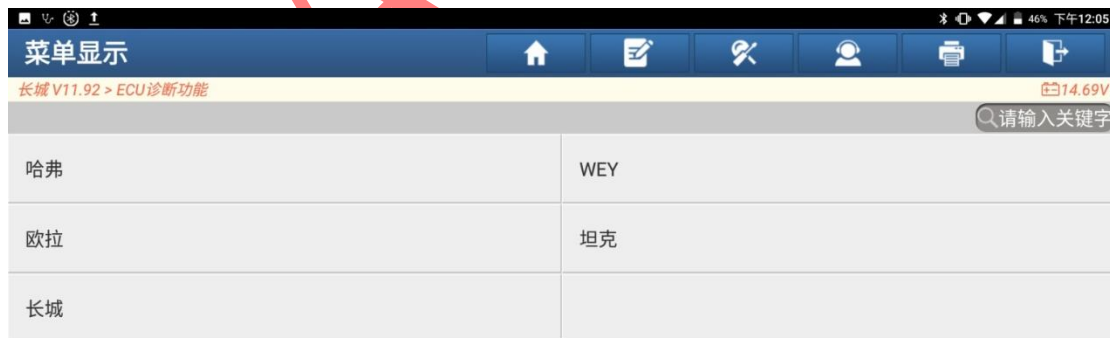 46% 下午12:05
菜单显示
长城 V11.92 > ECU诊断功能
14.69V
请输入关键字
哈弗
WEY
欧拉
坦克
长城